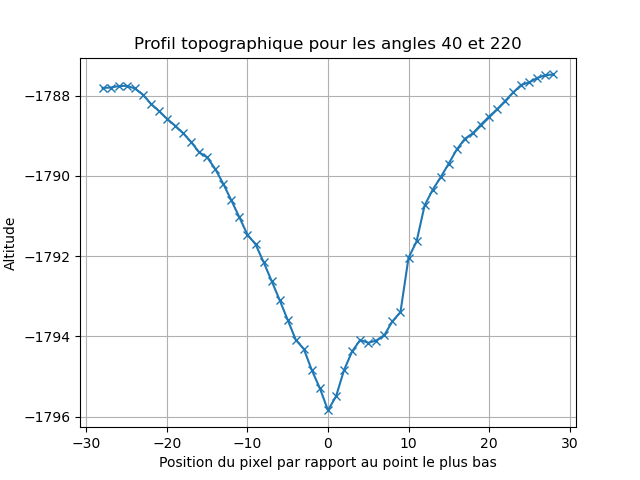 Profil topographique pour les angles 40 et 220
−1788
−1790
−1792
−1794
−1796
Altitude
−30 −20 −10 0 10 20 30
Position du pixel par rapport au point le plus bas